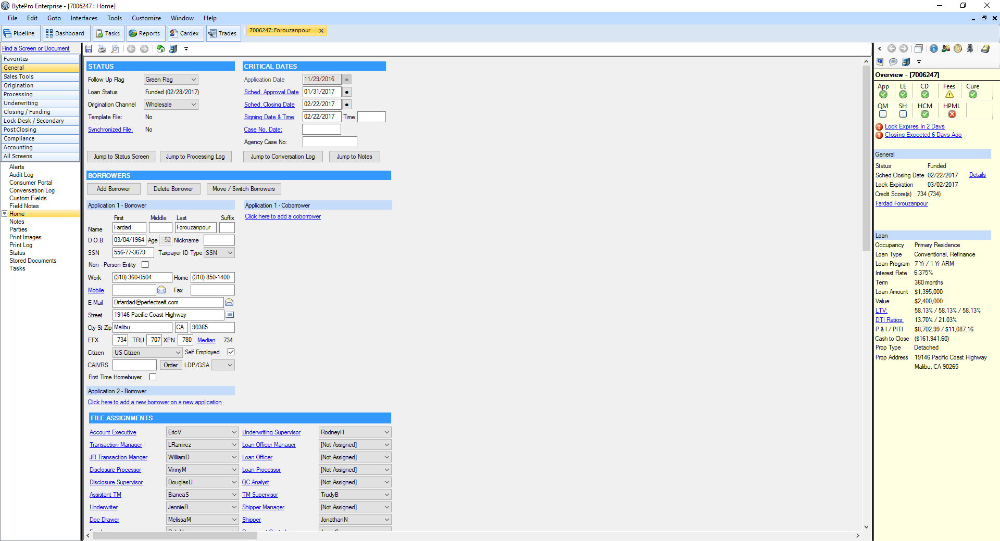 BytePro Enterprise - [7006247 : Home]
File Edit Goto Interfaces Tools Customize Window Help
Pipeline Dashboard Tasks Reports Cardex Trades 7006247: Forouzanpour
Find a Screen or Document
Favorites
General
Sales Tools
Origination
Processing
Underwriting
Closing / Funding
Lock Desk / Secondary
PostClosing
Compliance
Accounting
All Screens
Alerts
Audit Log
Consumer Portal
Conversation Log
Custom Fields
Field Notes
Home
Notes
Parties
Print Images
Print Log
Status
Stored Documents
Tasks
STATUS
Follow Up Flag Green Flag
Loan Status Funded (02/28/2017)
Origination Channel Wholesale
Template File: No
Synchronized File: No
Jump to Status Screen Jump to Processing Log
CRITICAL DATES
Application Date 11/29/2016
Sched. Approval Date 01/31/2017
Sched. Closing Date 02/22/2017
Signing Date & Time 02/22/2017 Time:
Case No. Date:
Agency Case No:
Jump to Conversation Log Jump to Notes
BORROWERS
Add Borrower Delete Borrower Move / Switch Borrowers
Application 1 - Borrower
First Middle Last Suffix
Name Fardad Forouzanpour
D.O.B. 03/04/1964 Age 52 Nickname
SSN 556-77-3679 Taxpayer ID Type SSN
Non - Person Entity
Work (310) 360-0504 Home (310) 850-1400
Mobile Fax
E-Mail Drfardad@perfectself.com
Street 19146 Pacific Coast Highway
Cty-St-Zip Malibu CA 90365
EFX 734 TRU 707 XPN 780 Median 734
Citizen US Citizen Self Employed
CAIVRS Order LDP/GSA
First Time Homebuyer
Application 1 - Coborrower
Click here to add a coborrower
Application 2 - Borrower
Click here to add a new borrower on a new application
FILE ASSIGNMENTS
Account Executive EricV Underwriting Supervisor RodneyH
Transaction Manager LRamirez Loan Officer Manager [Not Assigned]
JR Transaction Manger WilliamD Loan Officer [Not Assigned]
Disclosure Processor VinnyM Loan Processor [Not Assigned]
Disclosure Supervisor DouglasU QC Analyst [Not Assigned]
Assistant TM BiancaS TM Supervisor TrudyB
Underwriter JennieR Shipper Manager [Not Assigned]
Doc Drawer MelissaM Shipper JonathanN
Overview - [7006247]
App LE CD Fees Cure
QM SH HCM HPML
Lock Expires In 2 Days
Closing Expected 6 Days Ago
General
Status Funded
Sched Closing Date 02/22/2017 Details
Lock Expiration 03/02/2017
Credit Score(s) 734 (734)
Fardad Forouzanpour
Loan
Occupancy Primary Residence
Loan Type Conventional, Refinance
Loan Program 7 Yr / 1 Yr ARM
Interest Rate 6.375%
Term 360 months
Loan Amount $1,395,000
Value $2,400,000
LTV: 58.13% / 58.13% / 58.13%
DTI Ratios: 13.70% / 21.03%
P & I / PITI $8,702.99 / $11,087.16
Cash to Close ($161,941.60)
Prop Type Detached
Prop Address 19146 Pacific Coast Highway
Malibu, CA 90265